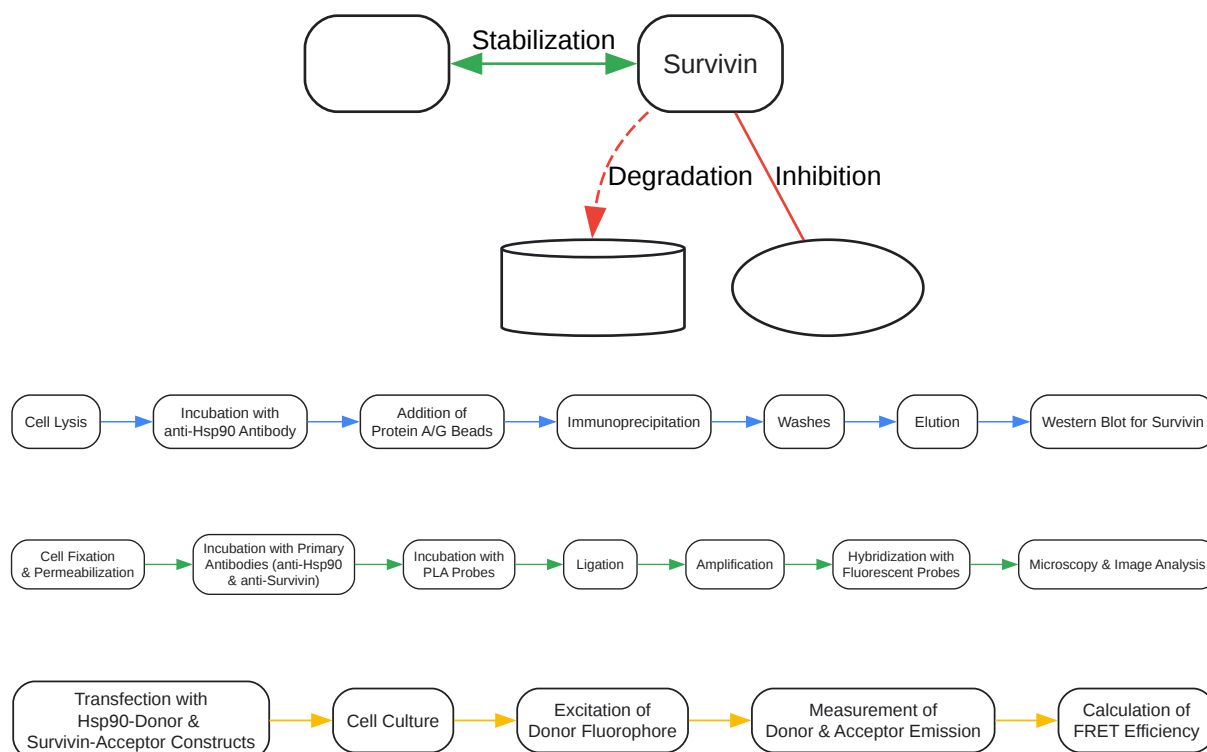 Stabilization
Survivin
Degradation
Inhibition
Cell Lysis
Incubation with
anti-Hsp90 Antibody
Addition of
Protein A/G Beads
Immunoprecipitation
Washes
Elution
Western Blot for Survivin
Cell Fixation
& Permeabilization
Incubation with Primary
Antibodies (anti-Hsp90
& anti-Survivin)
Incubation with
PLA Probes
Ligation
Amplification
Hybridization with
Fluorescent Probes
Microscopy & Image Analysis
Transfection with
Hsp90-Donor &
Survivin-Acceptor Constructs
Cell Culture
Excitation of
Donor Fluorophore
Measurement of
Donor & Acceptor Emission
Calculation of
FRET Efficiency